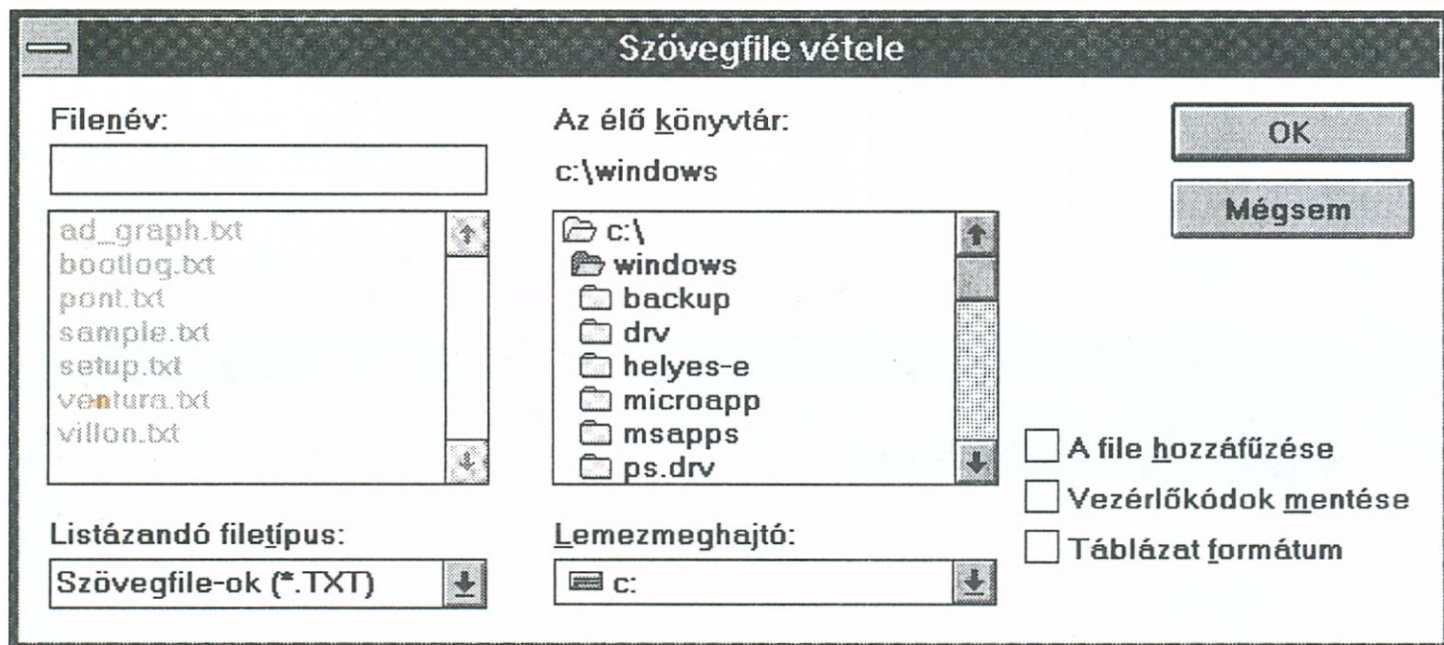 Szövegfile vétele
Filenév:
ad_graph.txt
bootlog.txt
pont.txt
sample.txt
setup.txt
ventura.txt
villon.txt
Listázandó filetípus:
Szövegfile-ok (*.TXT)
Az élő könyvtár:
c:\windows
c:\
windows
backup
drv
helyes-e
microapp
msapps
ps.drv
Lemezmeghajtó:
c:
OK
Mégsem
A file hozzáfűzése
Vezérlőkódok mentése
Táblázat formátum